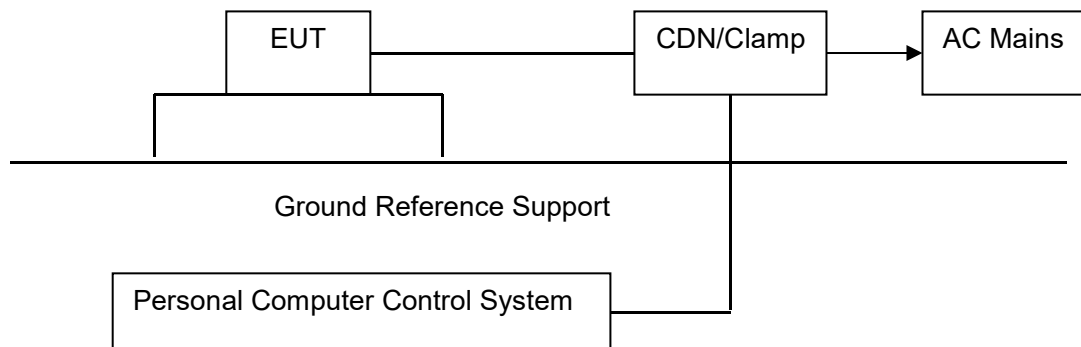 EUT
CDN/Clamp
AC Mains
Ground Reference Support
Personal Computer Control System